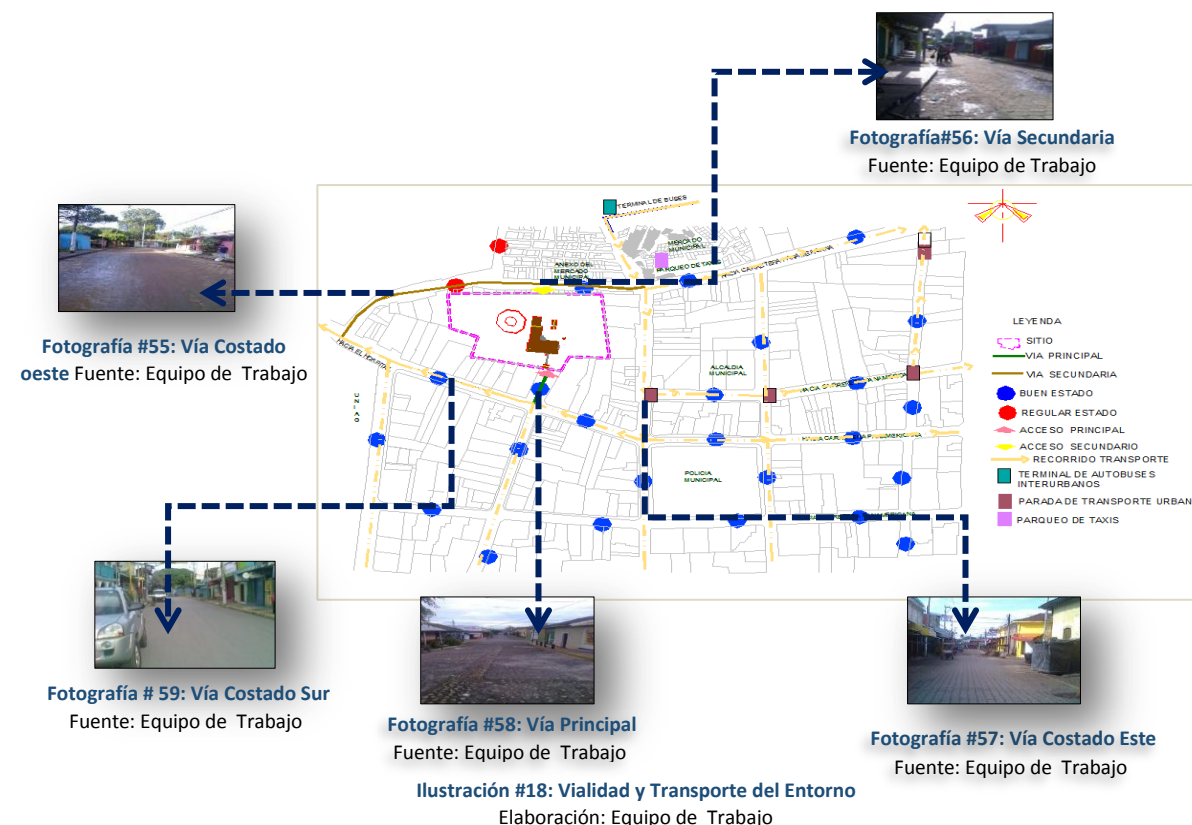 Fotografía#56: Vía Secundaria
Fuente: Equipo de Trabajo
TERMINAL DE BUSES
MERCADO
MUNICIPAL
PARQUEO DE TAXIS
ANEXO DEL
MERCADO
MUNICIPAL
Fotografía #55: Vía Costado
oeste Fuente: Equipo de Trabajo
HACIA EL HOSPITAL
ALCALDIA
MUNICIPAL
POLICIA
MUNICIPAL
LEYENDA
SITIO
VIA PRINCIPAL
VIA SECUNDARIA
BUEN ESTADO
REGULAR ESTADO
ACCESO PRINCIPAL
ACCESO SECUNDARIO
RECORRIDO TRANSPORTE
TERMINAL DE AUTOBUSES
INTERURBANOS
PARADA DE TRANSPORTE URBAN
PARQUEO DE TAXIS
Fotografía # 59: Vía Costado Sur
Fuente: Equipo de Trabajo
Fotografía #58: Vía Principal
Fuente: Equipo de Trabajo
Fotografía #57: Vía Costado Este
Fuente: Equipo de Trabajo
Ilustración #18: Vialidad y Transporte del Entorno
Elaboración: Equipo de Trabajo